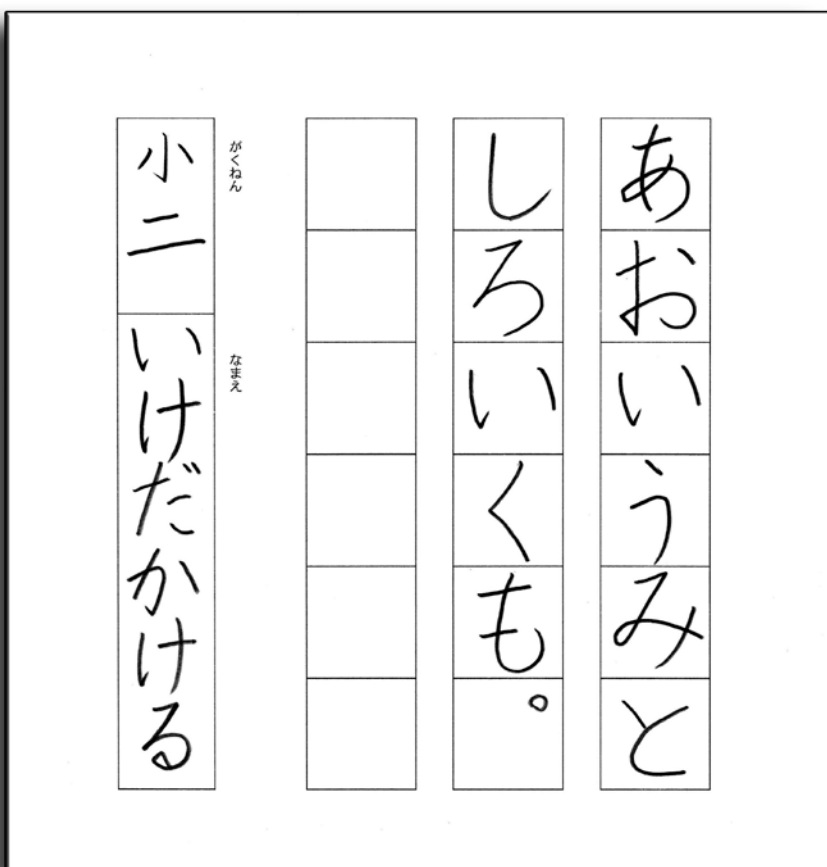 あおいうみと
しろいくも。
がくねん
小二
なまえ
いけだかける